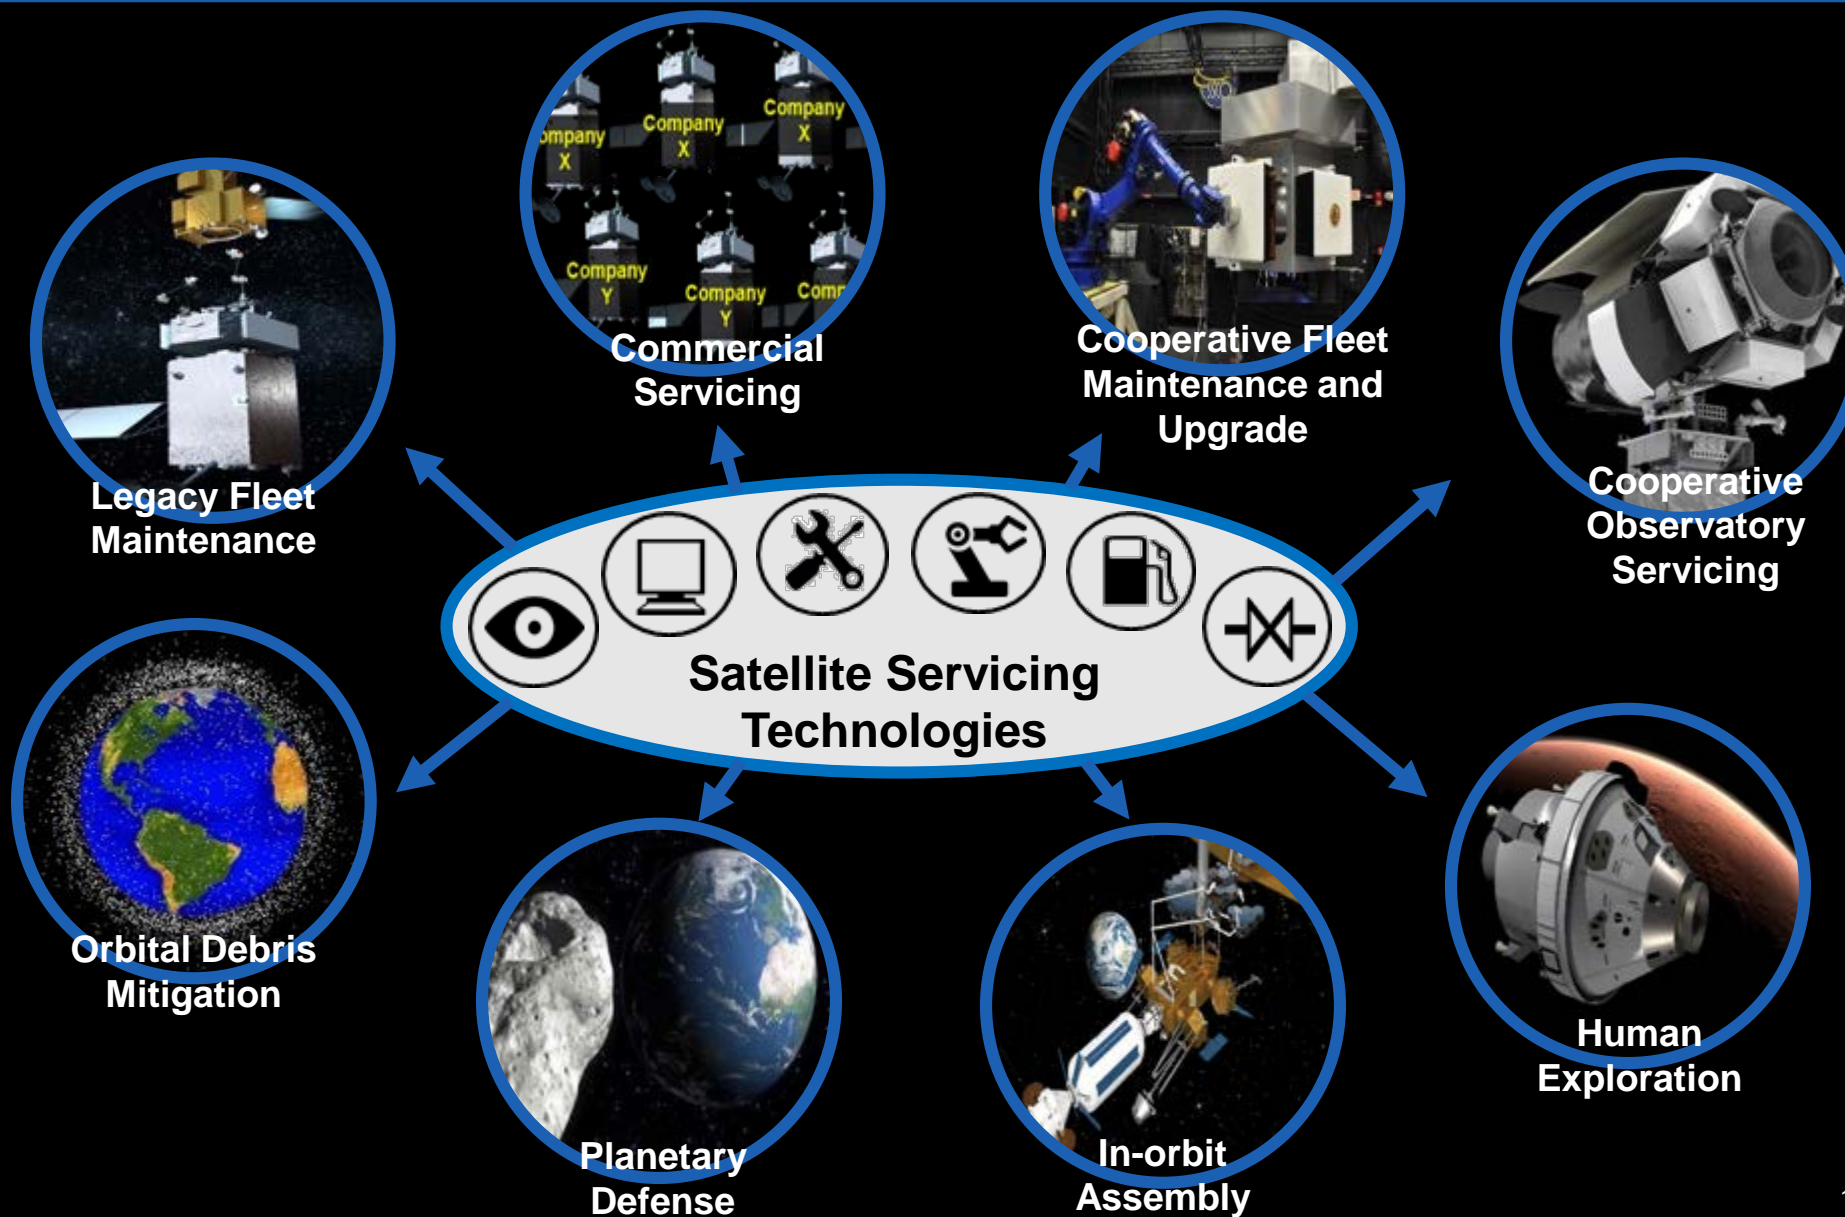 Company
X
Company
X
Company
X
Company
Y
Company
Y
Commercial
Servicing
Cooperative Fleet
Maintenance and
Upgrade
Legacy Fleet
Maintenance
Cooperative
Observatory
Servicing
Satellite Servicing
Technologies
Orbital Debris
Mitigation
Human
Exploration
Planetary
Defense
In-orbit
Assembly